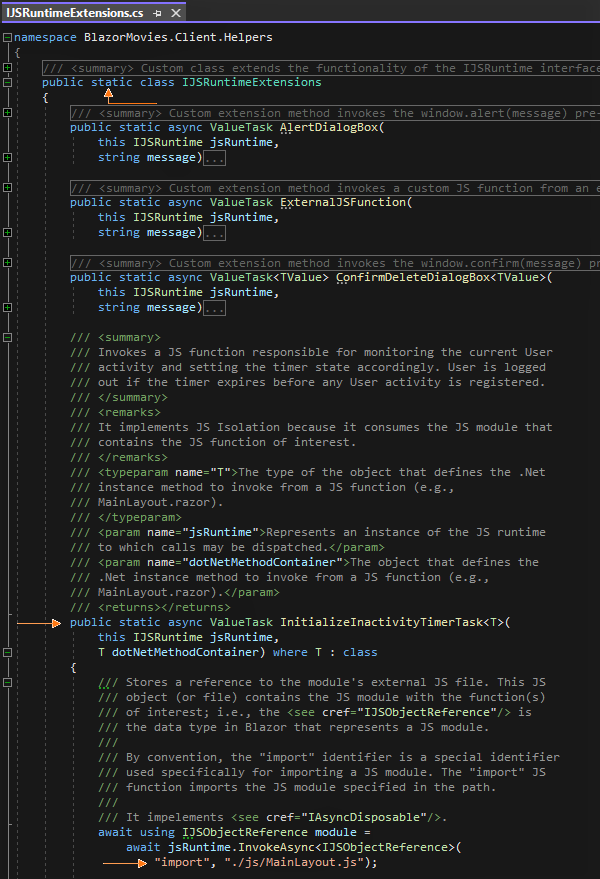 IJSRuntimeExtensions.cs
namespace BlazorMovies.Client.Helpers
{
/// <summary> Custom class extends the functionality of the IJSRuntime interface
public static class IJSRuntimeExtensions
{
/// <summary> Custom extension method invokes the window.alert(message) pre-
public static async ValueTask AlertDialogBox(
this IJSRuntime jsRuntime,
string message)...
/// <summary> Custom extension method invokes a custom JS function from an e
public static async ValueTask ExternalJSFunction(
this IJSRuntime jsRuntime,
string message)...
/// <summary> Custom extension method invokes the window.confirm(message) pr
public static async ValueTask<TValue> ConfirmDeleteDialogBox<TValue>(
this IJSRuntime jsRuntime,
string message)...
/// <summary>
/// Invokes a JS function responsible for monitoring the current User
/// activity and setting the timer state accordingly. User is logged
/// out if the timer expires before any User activity is registered.
/// </summary>
/// <remarks>
/// It implements JS Isolation because it consumes the JS module that
/// contains the JS function of interest.
/// </remarks>
/// <typeparam name="T">The type of the object that defines the .Net
/// instance method to invoke from a JS function (e.g.,
/// MainLayout.razor).
/// </typeparam>
/// <param name="jsRuntime">Represents an instance of the JS runtime
/// to which calls may be dispatched.</param>
/// <param name="dotNetMethodContainer">The object that defines the
/// .Net instance method to invoke from a JS function (e.g.,
/// MainLayout.razor).</param>
/// <returns></returns>
public static async ValueTask InitializeInactivityTimerTask<T>(
this IJSRuntime jsRuntime,
T dotNetMethodContainer) where T : class
{
/// Stores a reference to the module's external JS file. This JS
/// object (or file) contains the JS module with the function(s)
/// of interest; i.e., the <see cref="IJSObjectReference"/> is
/// the data type in Blazor that represents a JS module.
///
/// By convention, the "import" identifier is a special identifier
/// used specifically for importing a JS module. The "import" JS
/// function imports the JS module specified in the path.
///
/// It impelements <see cref="IAsyncDisposable"/>.
await using IJSObjectReference module =
await jsRuntime.InvokeAsync<IJSObjectReference>(
"import", "./js/MainLayout.js");